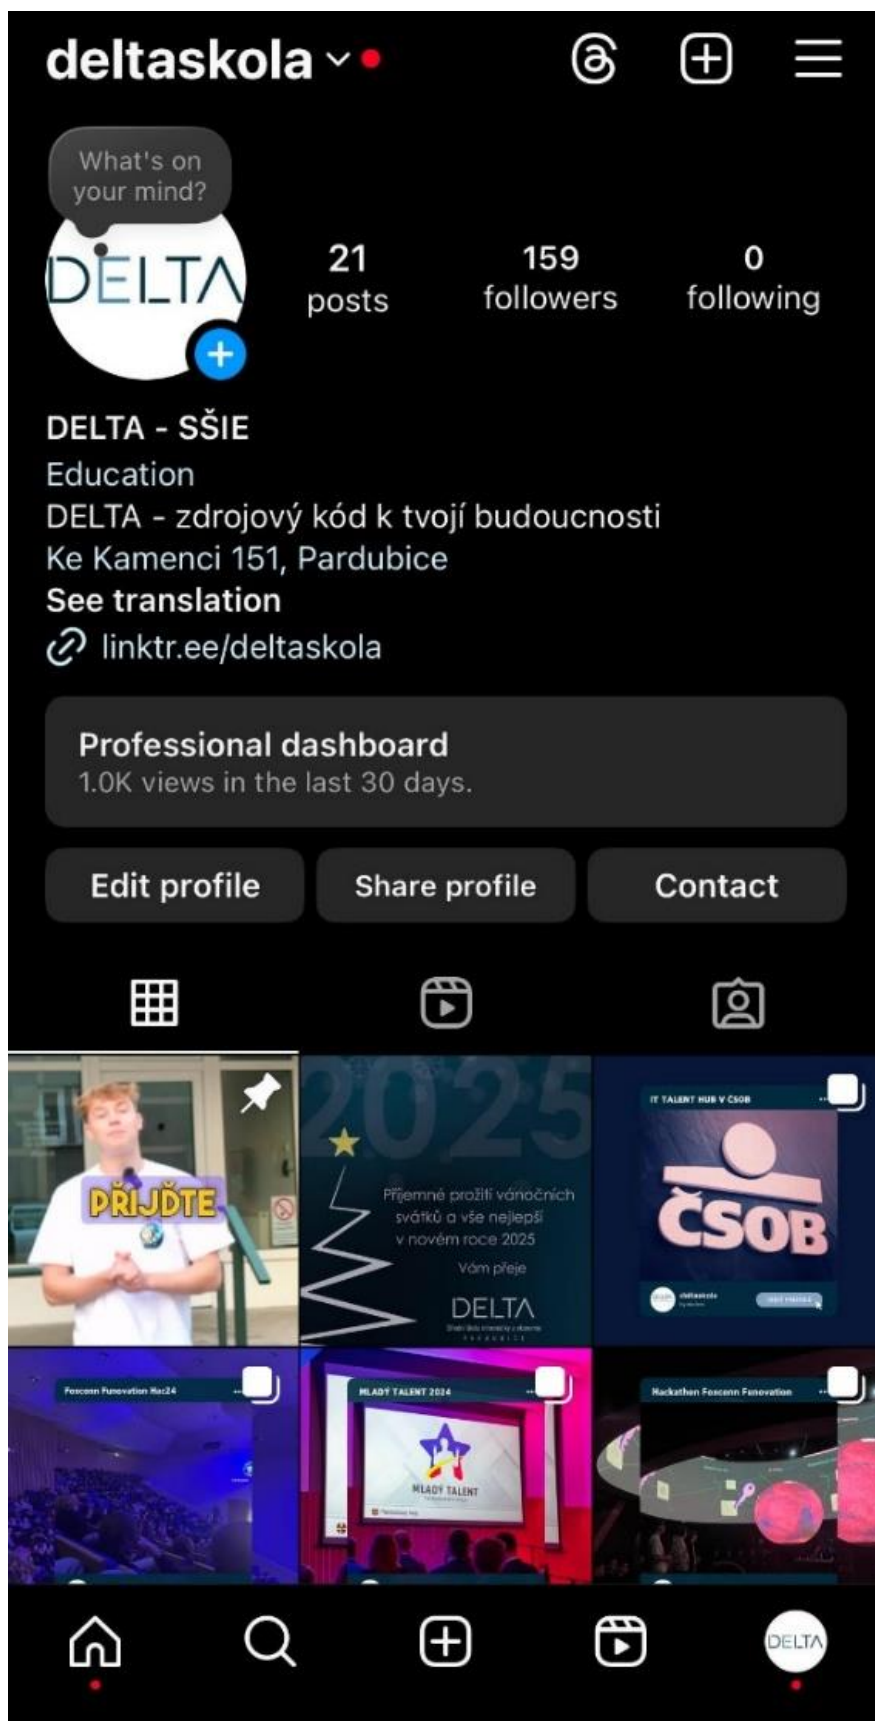 deltaskola
What's on
your mind?
DELTA
21
posts
159
followers
0
following
DELTA - SŠIE
Education
DELTA - zdrojový kód k tvojí budoucnosti
Ke Kamenci 151, Pardubice
See translation
linktr.ee/deltaskola
Professional dashboard
1.0K views in the last 30 days.
Edit profile
Share profile
Contact
PŘIJĎTE
2025
Příjemné prožití vánočních
svátků a vše nejlepší
v novém roce 2025
Vám přeje
DELTA
PARDUBICE
IT TALENT HUB V ČSOB
ČSOB
deltaskola
Foxconn Funovation Hac24
MLADÝ TALENT 2024
MLADÝ TALENT
Hackathon Foxconn Funovation
DELTA